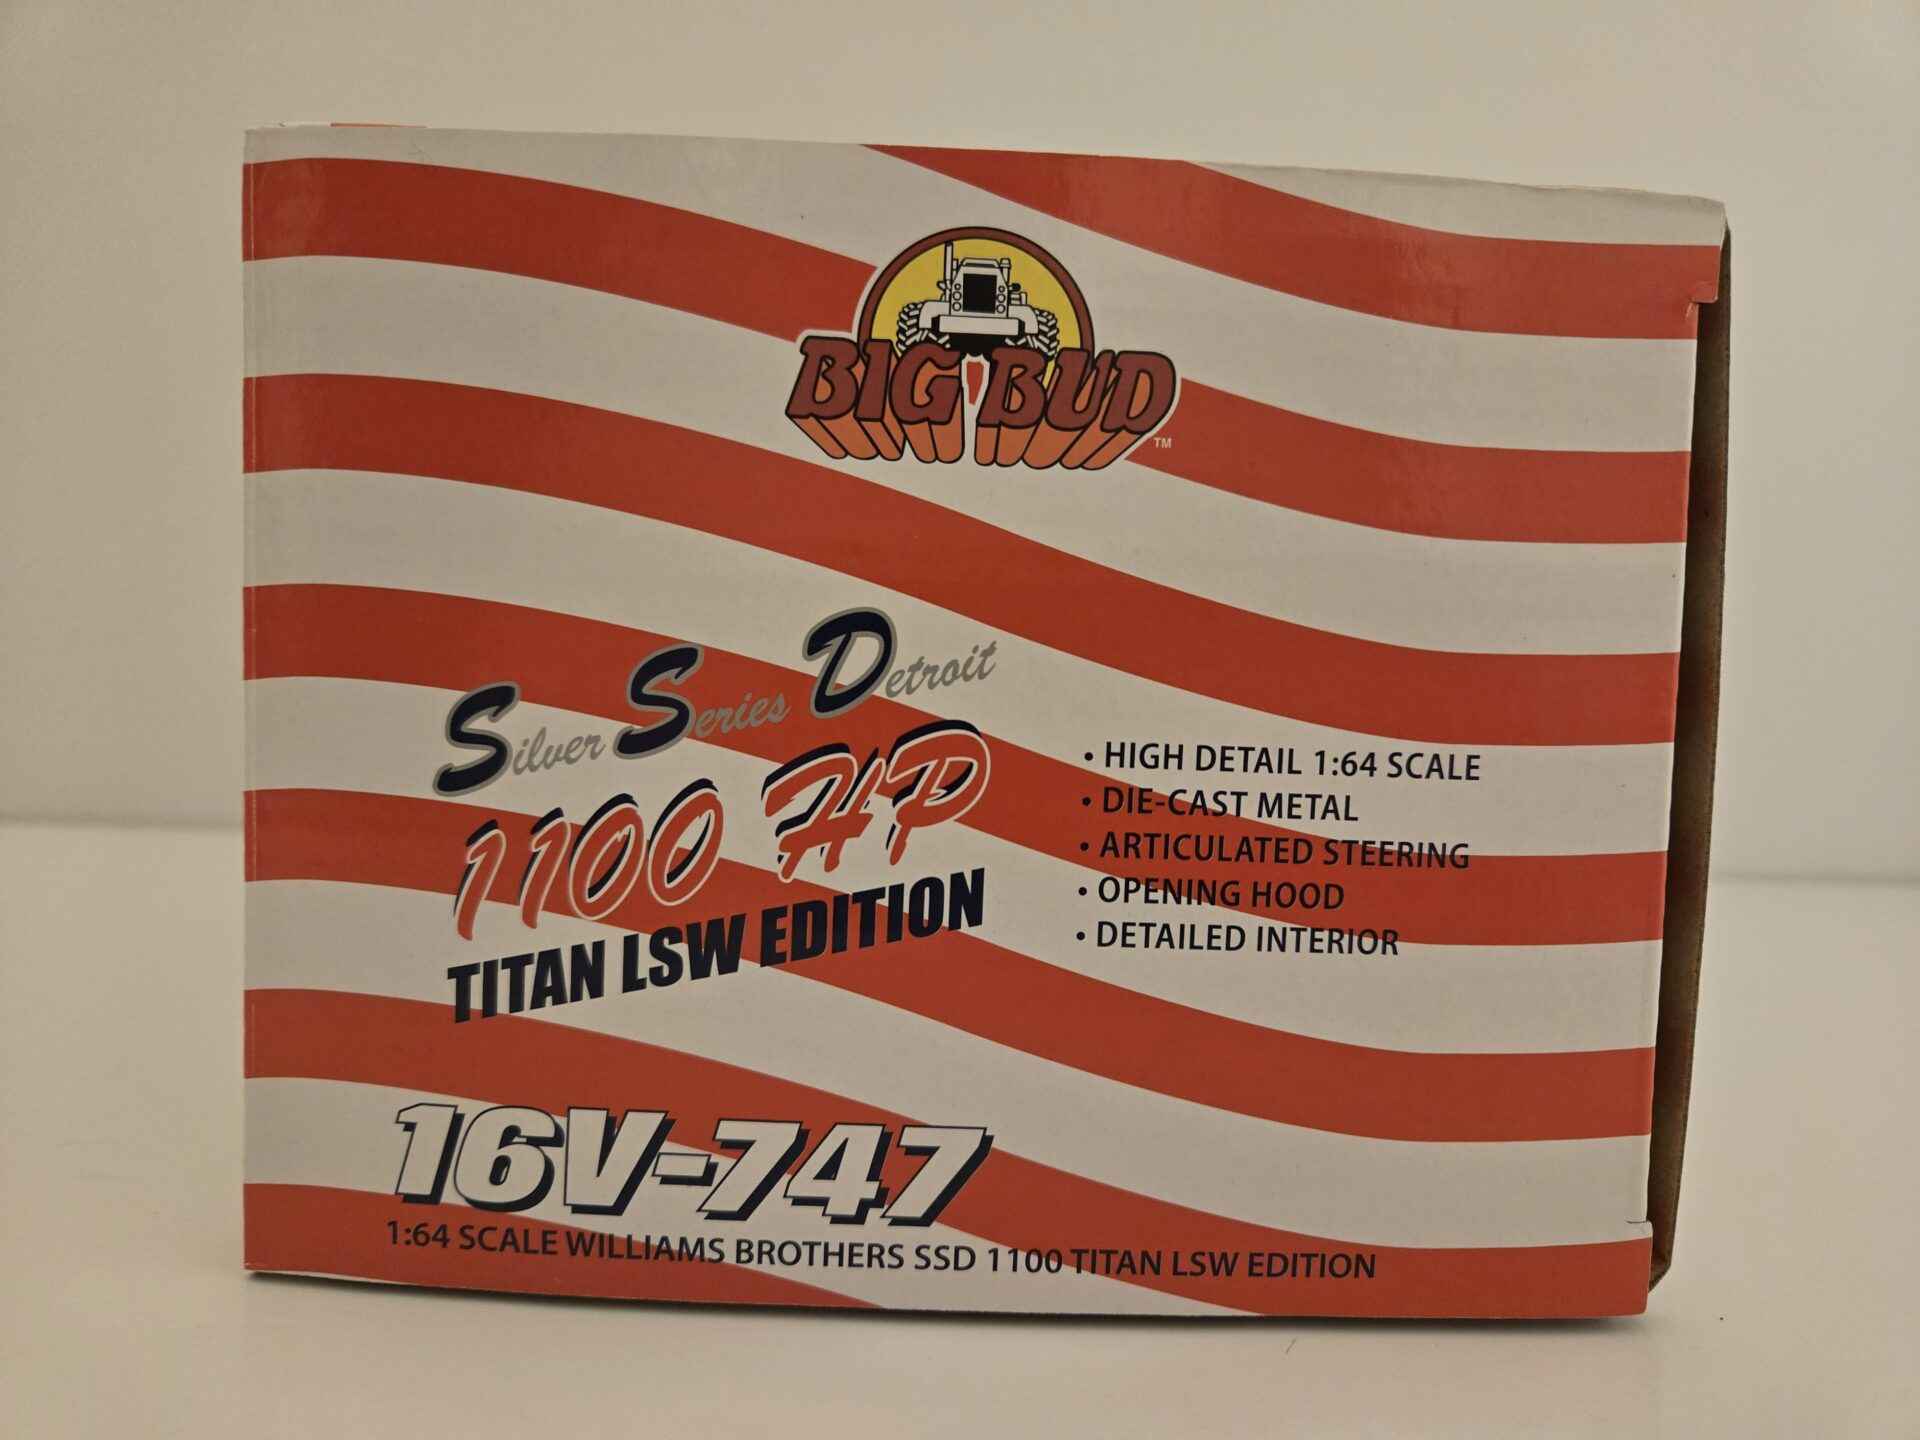 BIG BUD
TM
Silver Series Detroit
1100 HP
TITAN LSW EDITION
• HIGH DETAIL 1:64 SCALE
• DIE-CAST METAL
• ARTICULATED STEERING
• OPENING HOOD
• DETAILED INTERIOR
16V-747
1:64 SCALE WILLIAMS BROTHERS SSD 1100 TITAN LSW EDITION